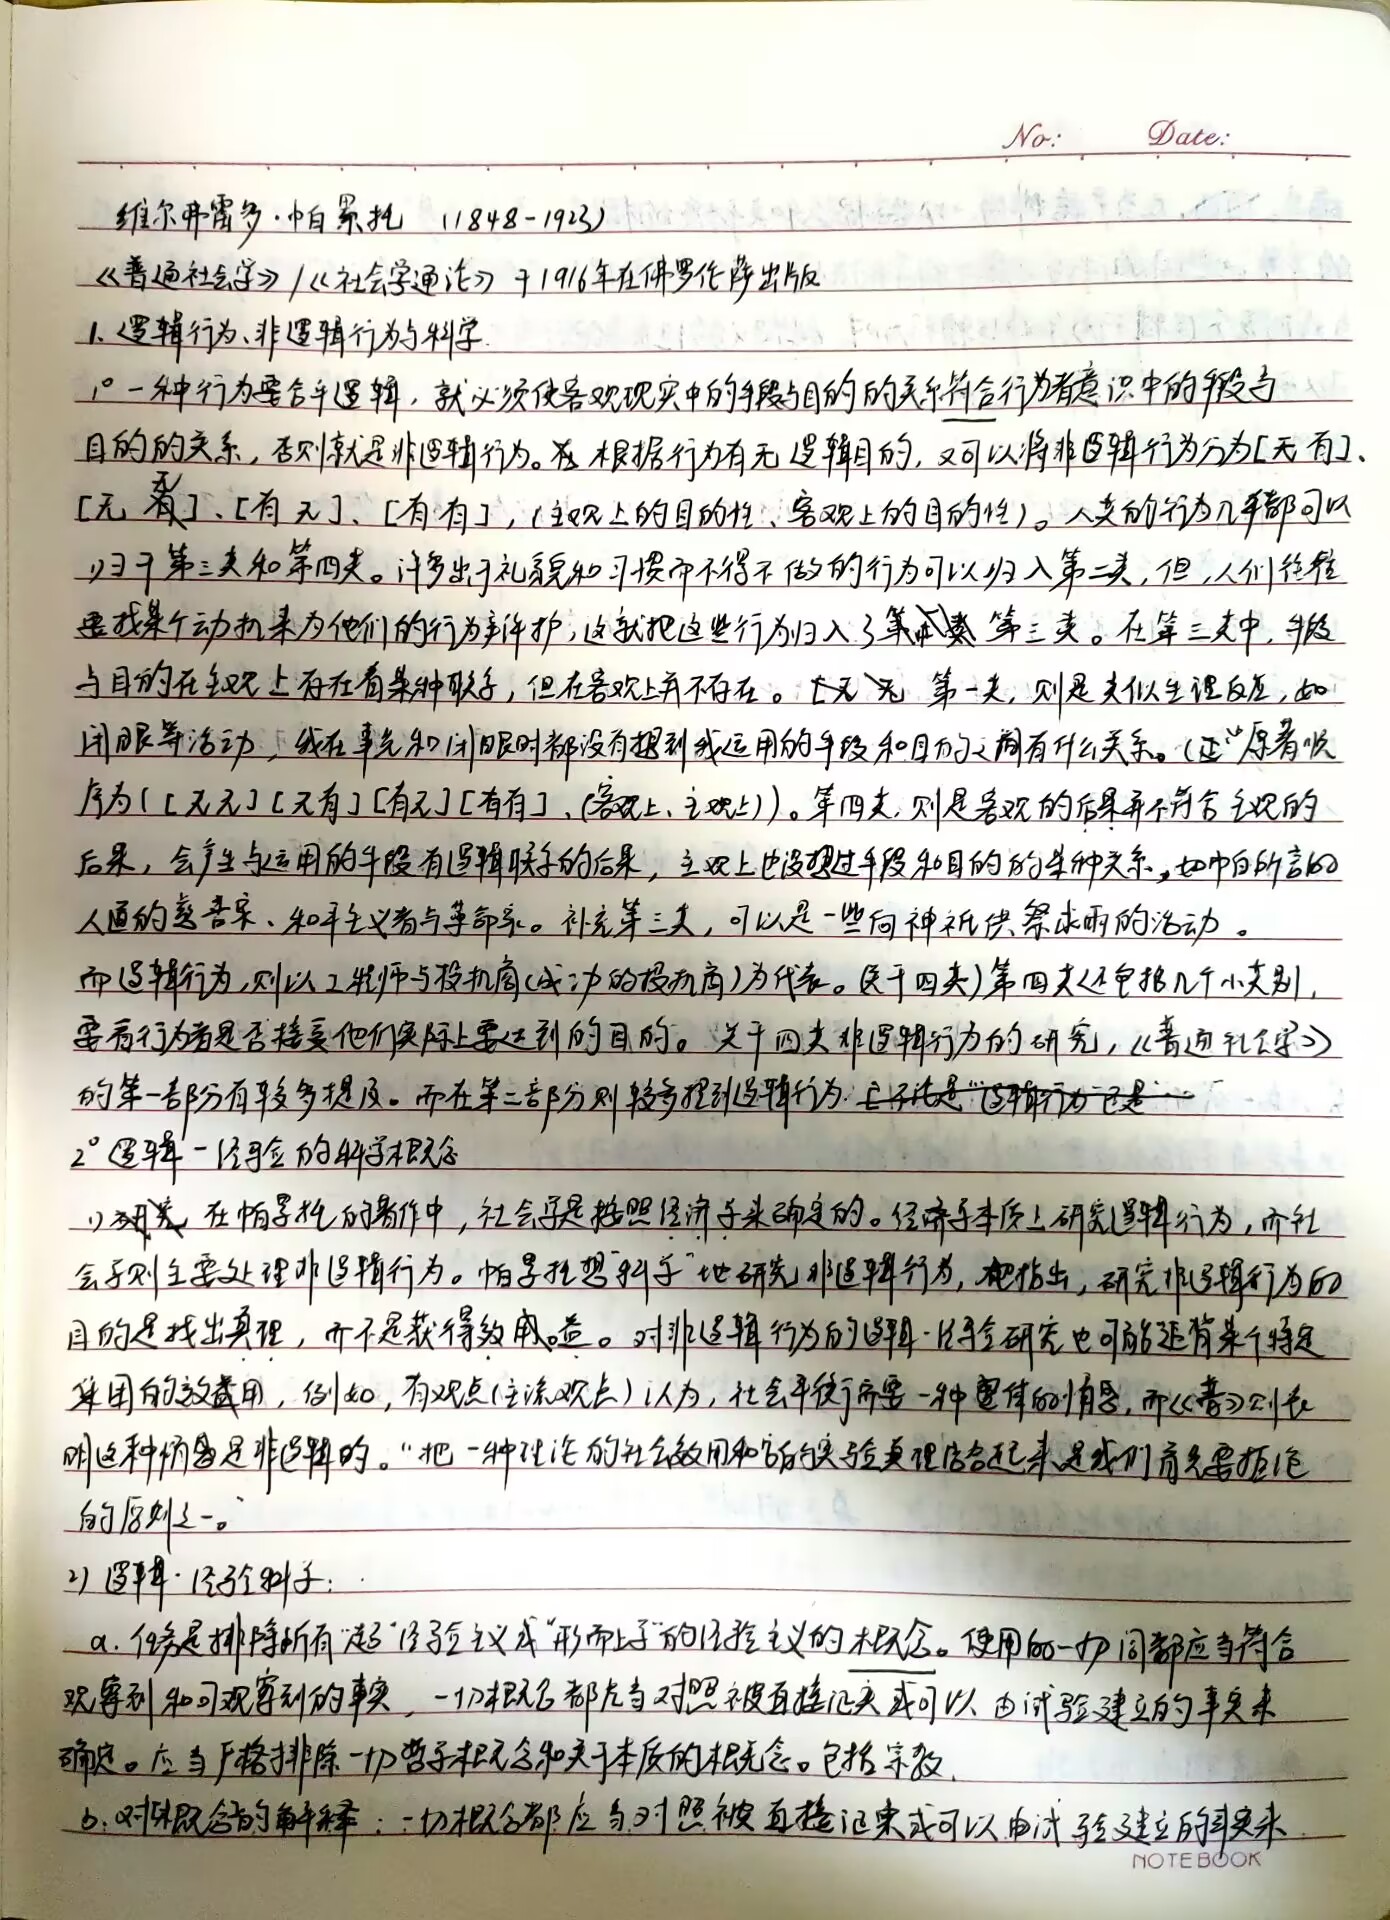 No: Date:
维尔弗雷多·帕累托 (1848-1923)
《普通社会学》/《社会学通论》于1916年在佛罗伦萨出版
1. 逻辑行为、非逻辑行为与科学.
1° 一种行为要合乎逻辑，就必须使客观现实中的手段与目的的关系符合行为者意识中的手段与
目的的关系，否则就是非逻辑行为。根据行为有无逻辑目的，又可以将非逻辑行为分为[无有]、
[无无]、[有无]、[有有]，(主观上的目的性、客观上的目的性)。人类的行为几乎都可以
归于第三类和第四类。许多出于礼貌和习惯而不得不做的行为可以归入第二类，但，人们往往
要找某个动机来为他们的行为辩护，这就把这些行为归入了第三类。在第三类中，手段
与目的在主观上存在着某种联系，但在客观上并不存在。第一类，则是类似生理反应，如
闭眼等活动，我在事先和闭眼时都没有想到我运用的手段和目的之间有什么关系。(注："原著顺
序为([无无][无有][有无][有有]、(客观上、主观上))。第四类，则是客观的后果并不符合主观的
后果，会产生与运用的手段有逻辑联系的后果，主观上也设想过手段和目的的某种关系，如帕所言的
人道的慈善家、和平主义者与革命家。补充第三类，可以是一些向神祇供祭求雨的活动。
而逻辑行为，则以工程师与投机商(成功的投机商)为代表。(关于四类)第四类还包括几个小类别，
要看行为者是否接受他们实际上要达到的目的。关于四类非逻辑行为的研究，《普通社会学》
的第一部分有较多提及。而在第二部分则较多提到逻辑行为.
2° 逻辑-经验的科学概念
1) 在帕累托的著作中，社会学是按照经济学来确定的。经济学本质上研究逻辑行为，而社
会学则主要处理非逻辑行为。帕累托想"科学"地研究非逻辑行为，他指出，研究非逻辑行为的
目的是找出真理，而不是获得效用。益。对非逻辑行为的逻辑·经验研究也可能违背某个特定
集团的效用，例如，有观点(主流观点)认为，社会平衡需要一种整体的情感，而《普》则表
明这种情感是非逻辑的。"把一种理论的社会效用和它的实验真理结合起来是我们首先要拒绝
的原则之一。"
2) 逻辑·经验科学：
a. 任务是排除所有"超"经验主义或"形而上学"的经验主义的概念。使用的一切词都应当符合
观察到和可观察到的事实，一切概念都应当对照被直接证实或可以由试验建立的事实来
确定。应当严格排除一切哲学概念和关于本质的概念。包括宗教.
b. 对概念的解释：一切概念都应当对照被直接证实或可以由试验建立的事实来
NOTEBOOK